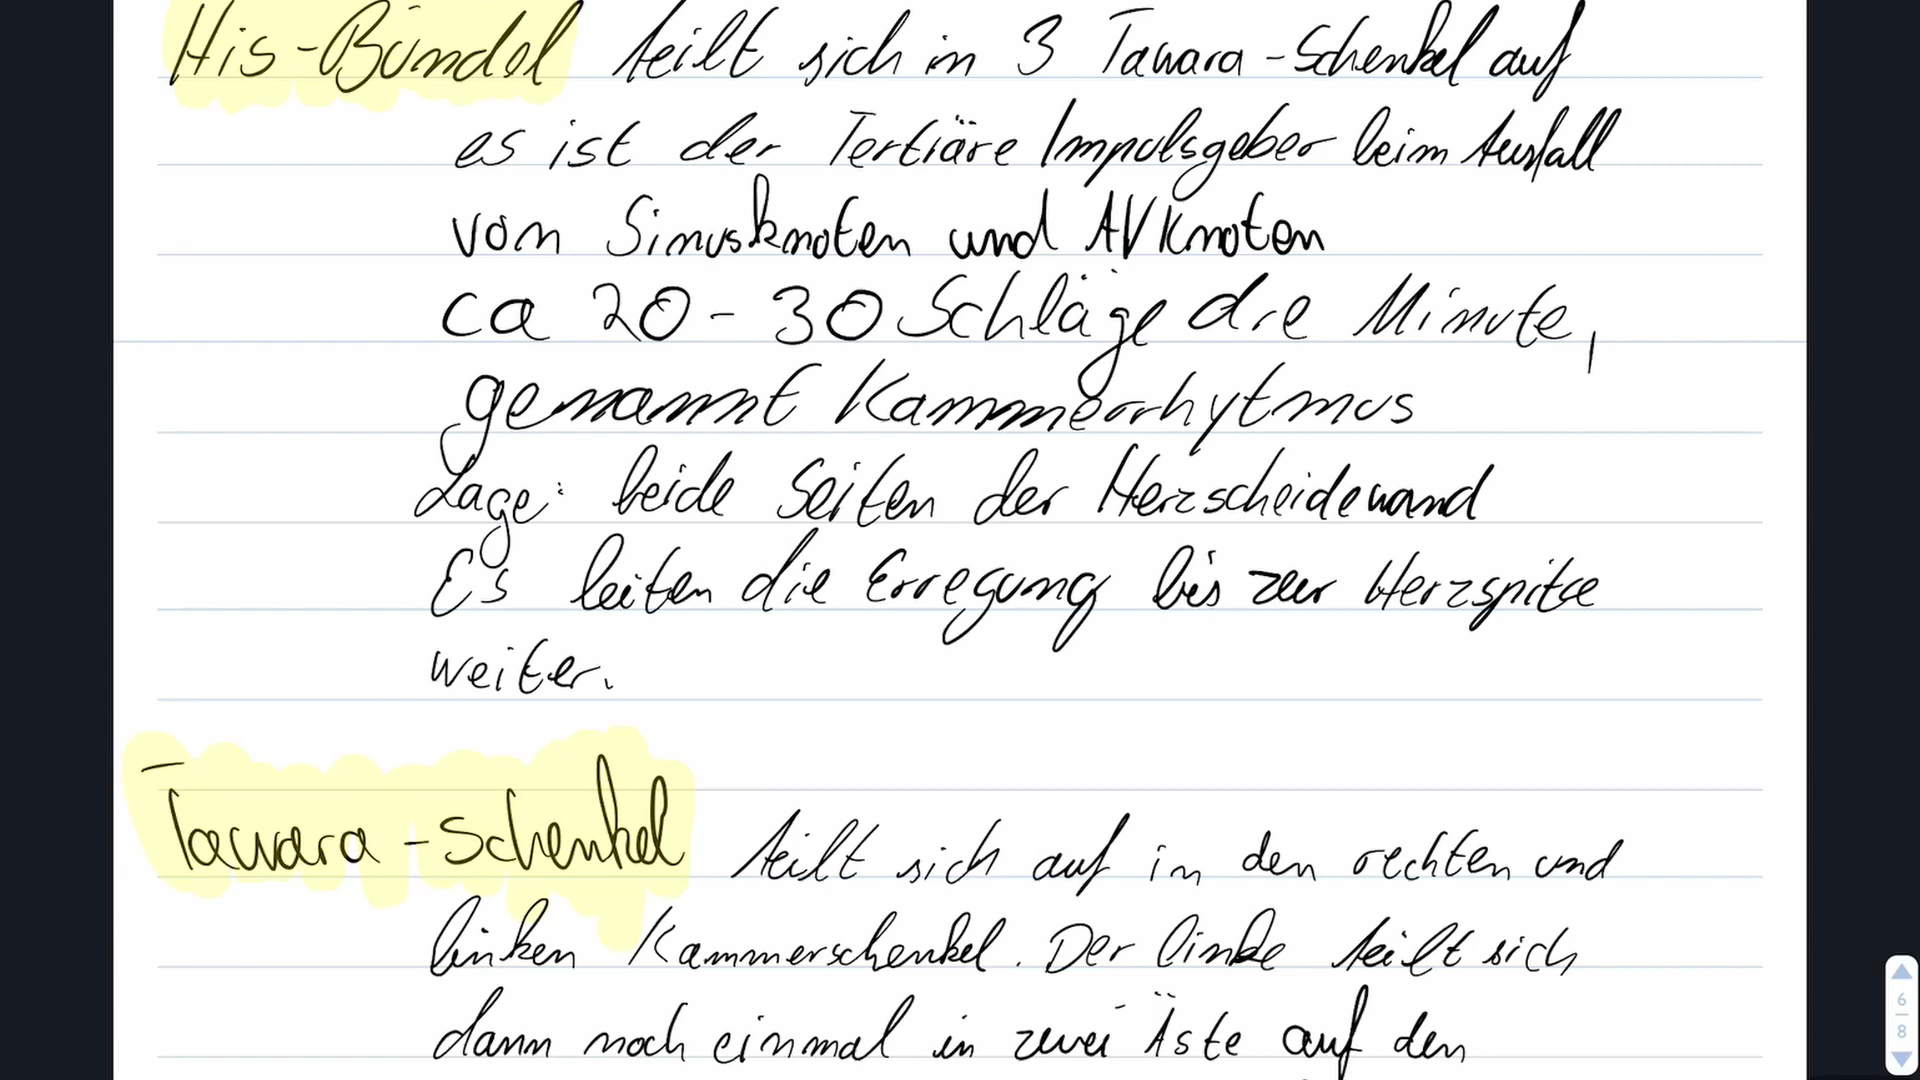 His-Bündel teilt sich in 3 Tawara-Schenkel auf
es ist der Tertiäre Impulsgeber beim Ausfall
vom Sinusknoten und AVKnoten
ca 20-30 Schläge die Minute,
genannt Kammerrhytmus
Lage: beide Seiten der Herzscheidewand
Es leiten die Erregung bis zur Herzspitze
weiter.
Tawara-Schenkel teilt sich auf in den rechten und
linken Kammerschenkel. Der linke teilt sich
dann noch einmal in zwei Äste auf den
6
8